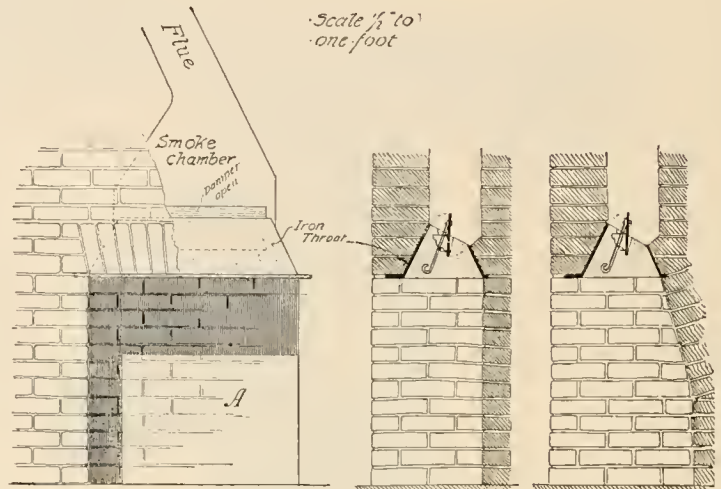 ·Scale ½" to
·one·foot
Flue
Smoke
chamber
Damper
open
Iron
Throat
A